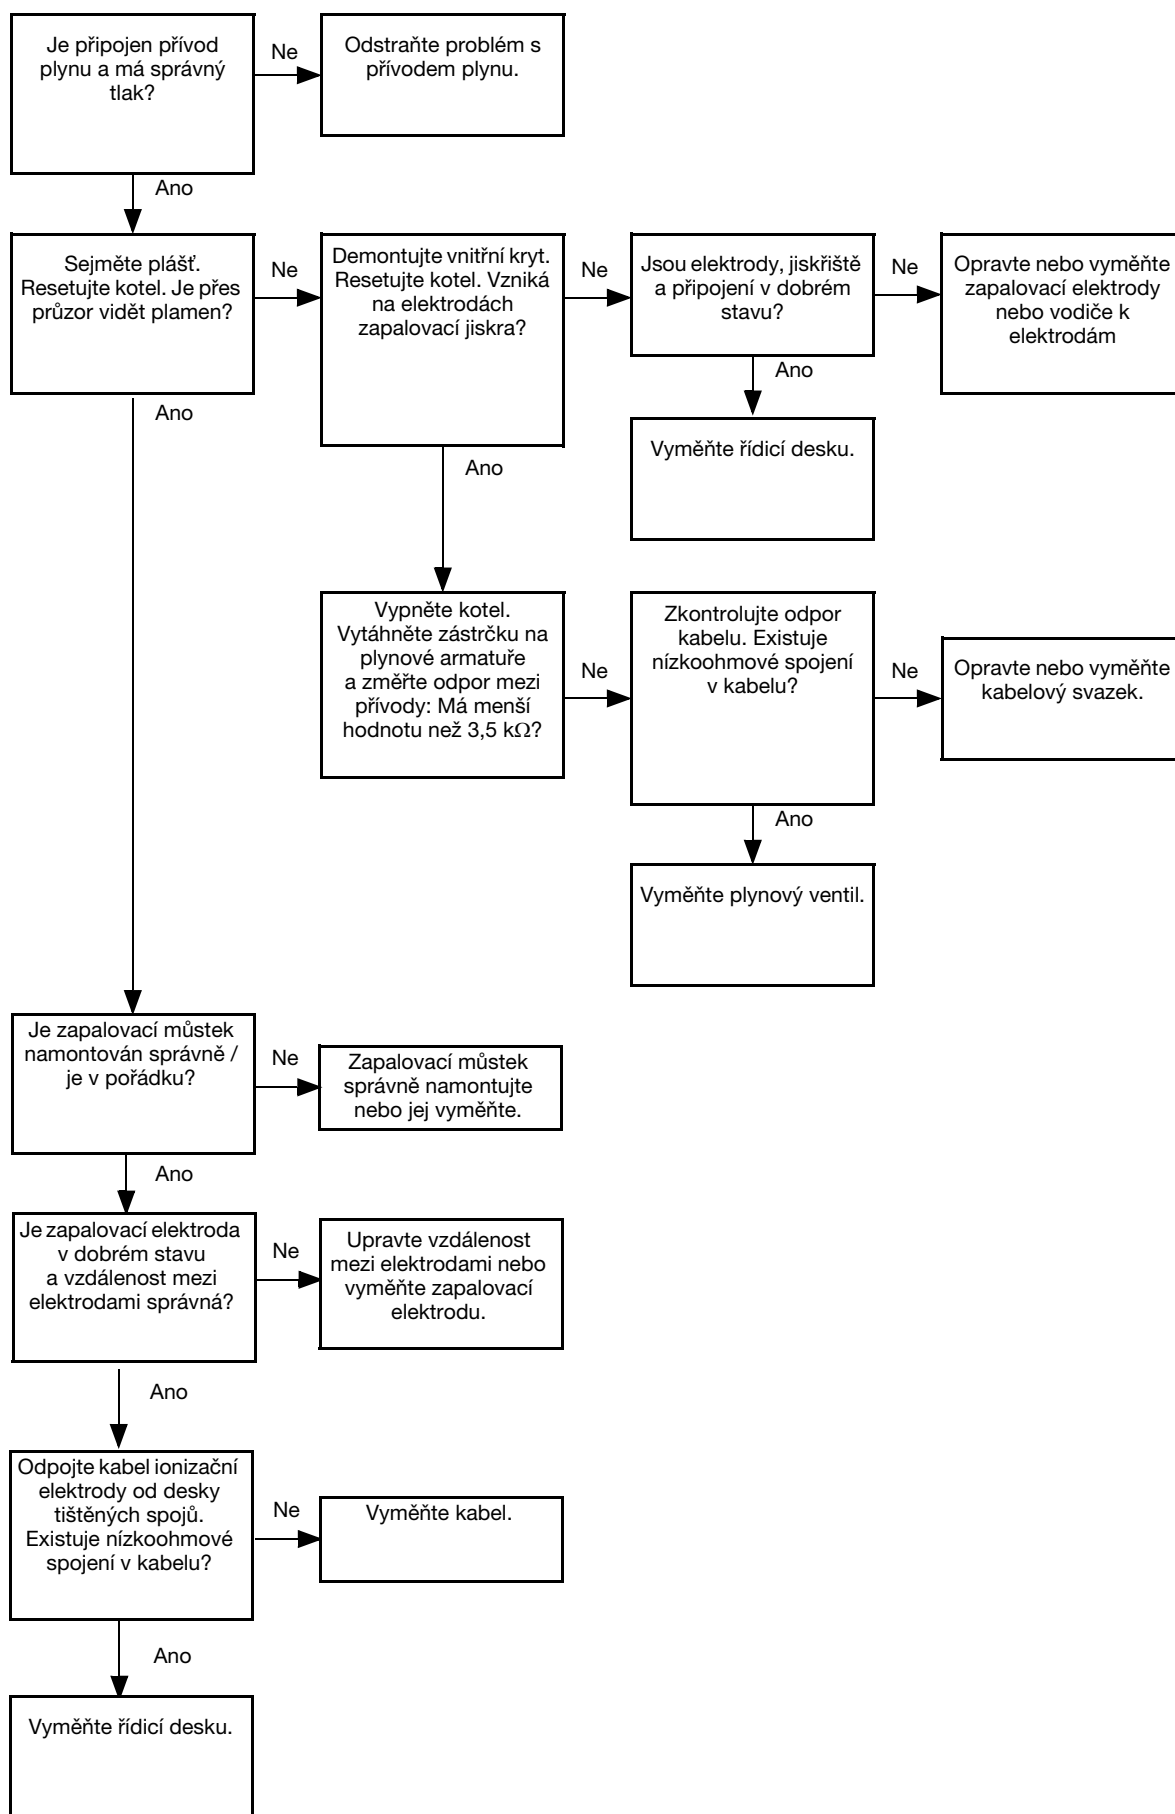 Je připojen přívod
plynu a má správný
tlak?
Ne
Odstraňte problém s
přívodem plynu.
Ano
Sejměte plášť.
Resetujte kotel. Je přes
průzor vidět plamen?
Ne
Demontujte vnitřní kryt.
Resetujte kotel. Vzniká
na elektrodách
zapalovací jiskra?
Ne
Jsou elektrody, jiskřiště
a připojení v dobrém
stavu?
Ne
Opravte nebo vyměňte
zapalovací elektrody
nebo vodiče k
elektrodám
Ano
Vyměňte řídicí desku.
Ano
Ano
Vypněte kotel.
Vytáhněte zástrčku na
plynové armatuře
a změřte odpor mezi
přívody: Má menší
hodnotu než 3,5 kΩ?
Ne
Zkontrolujte odpor
kabelu. Existuje
nízkoohmové spojení
v kabelu?
Ne
Opravte nebo vyměňte
kabelový svazek.
Ano
Vyměňte plynový ventil.
Je zapalovací můstek
namontován správně /
je v pořádku?
Ne
Zapalovací můstek
správně namontujte
nebo jej vyměňte.
Ano
Je zapalovací elektroda
v dobrém stavu
a vzdálenost mezi
elektrodami správná?
Ne
Upravte vzdálenost
mezi elektrodami nebo
vyměňte zapalovací
elektrodu.
Ano
Odpojte kabel ionizační
elektrody od desky
tištěných spojů.
Existuje nízkoohmové
spojení v kabelu?
Ne
Vyměňte kabel.
Ano
Vyměňte řídicí desku.